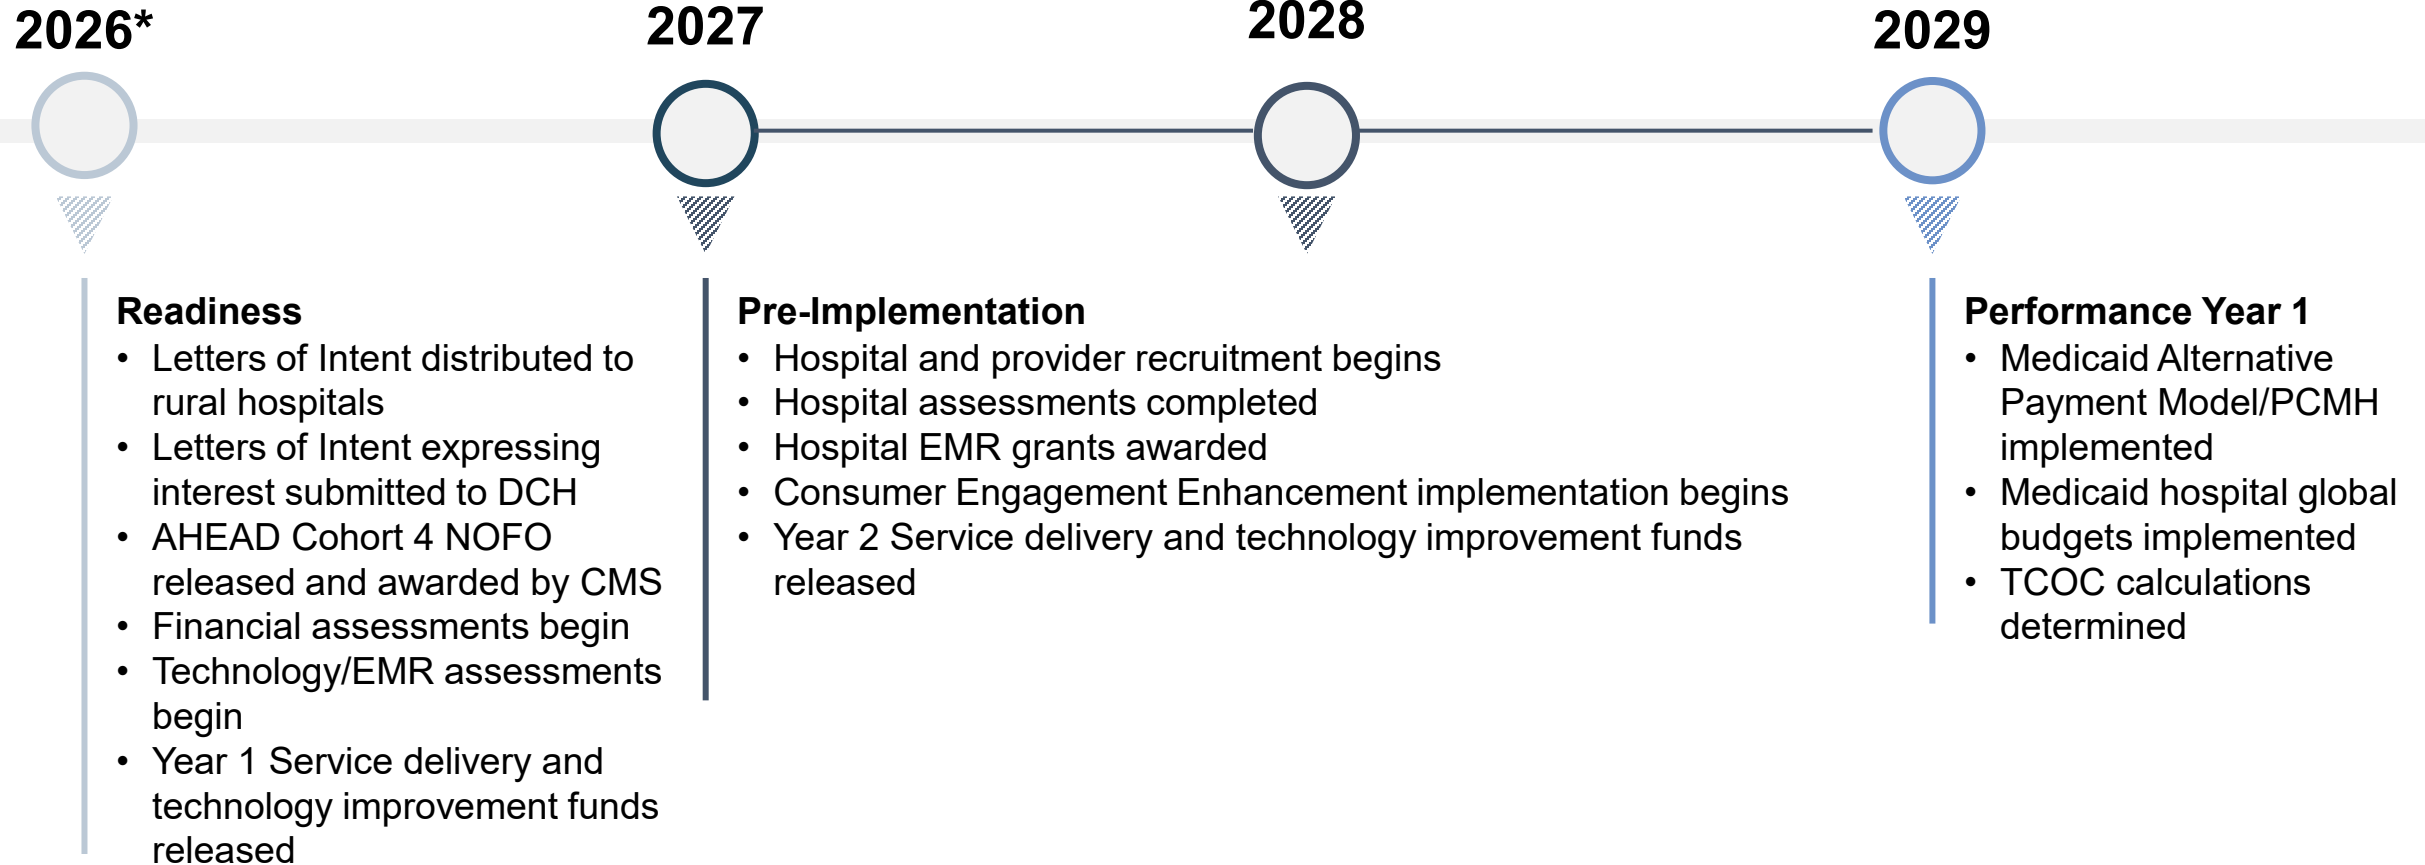 2026*
2027
2028
2029
Readiness
• Letters of Intent distributed to
rural hospitals
• Letters of Intent expressing
interest submitted to DCH
• AHEAD Cohort 4 NOFO
released and awarded by CMS
• Financial assessments begin
• Technology/EMR assessments
begin
• Year 1 Service delivery and
technology improvement funds
released
Pre-Implementation
• Hospital and provider recruitment begins
• Hospital assessments completed
• Hospital EMR grants awarded
• Consumer Engagement Enhancement implementation begins
• Year 2 Service delivery and technology improvement funds
released
Performance Year 1
• Medicaid Alternative
Payment Model/PCMH
implemented
• Medicaid hospital global
budgets implemented
• TCOC calculations
determined